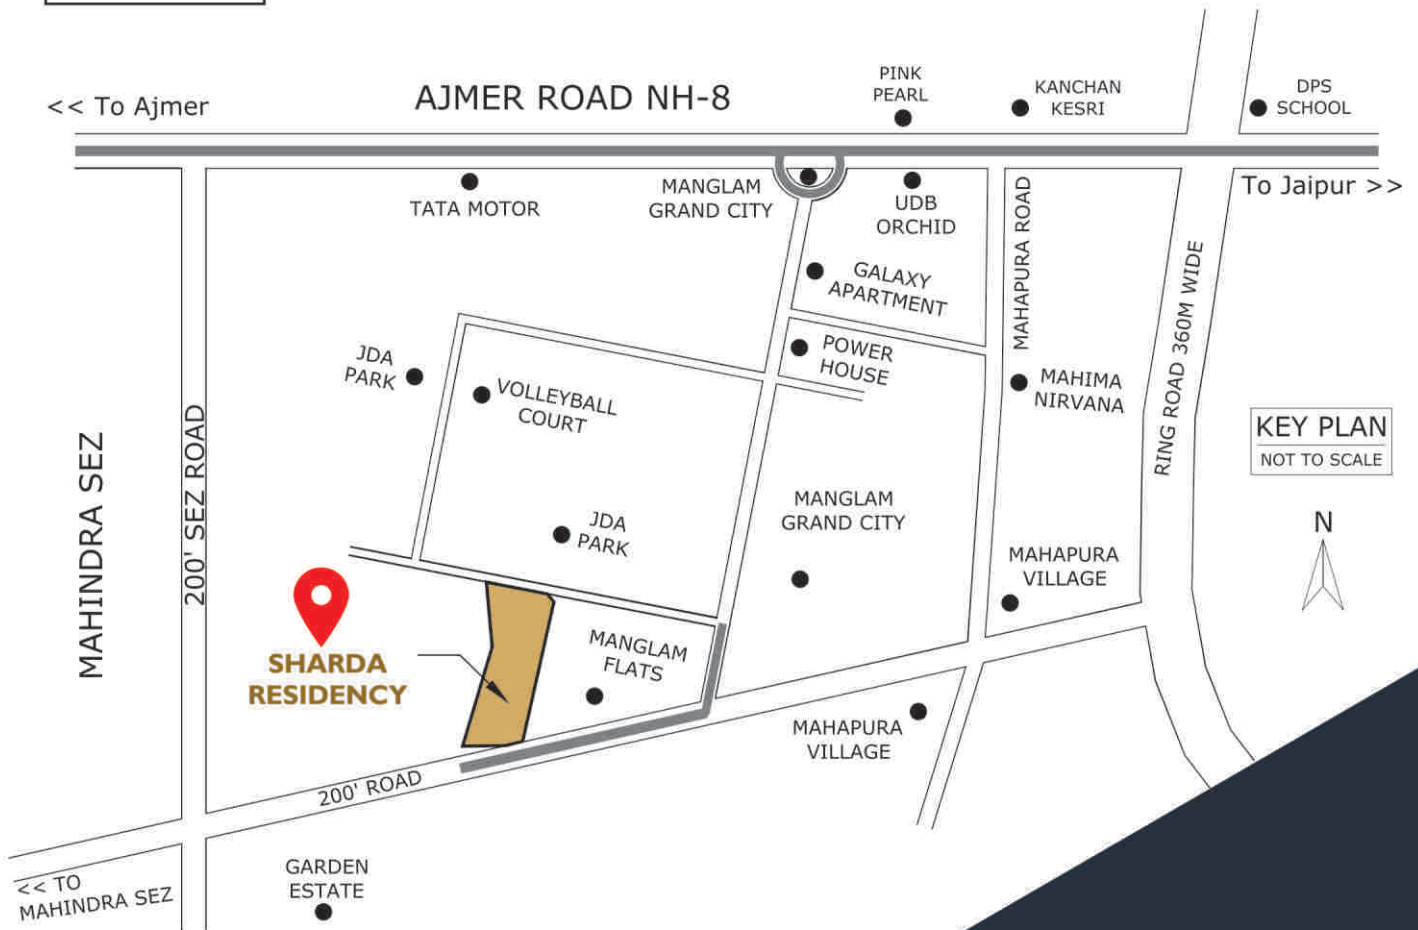 << To Ajmer
AJMER ROAD NH-8
PINK
PEARL
KANCHAN
KESRI
DPS
SCHOOL
To Jaipur >>
TATA MOTOR
MANGLAM
GRAND CITY
UDB
ORCHID
MAHAPURA ROAD
GALAXY
APARTMENT
RING ROAD 360M WIDE
JDA
PARK
VOLLEYBALL
COURT
POWER
HOUSE
MAHIMA
NIRVANA
KEY PLAN
NOT TO SCALE
MAHINDRA SEZ
200' SEZ ROAD
JDA
PARK
MANGLAM
GRAND CITY
MAHAPURA
VILLAGE
N
SHARDA
RESIDENCY
MANGLAM
FLATS
MAHAPURA
VILLAGE
200' ROAD
<< TO
MAHINDRA SEZ
GARDEN
ESTATE